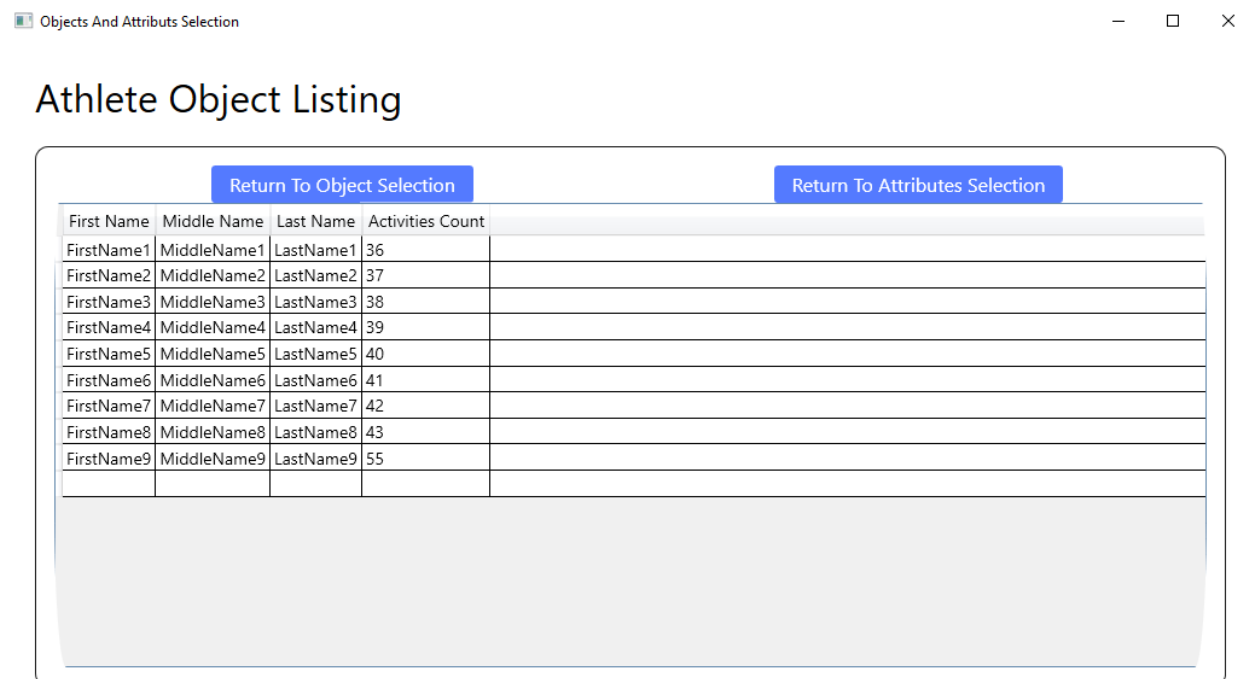 Objects And Attributs Selection
Athlete Object Listing
Return To Object Selection Return To Attributes Selection
First Name Middle Name Last Name Activities Count
FirstName1 MiddleName1 LastName1 36
FirstName2 MiddleName2 LastName2 37
FirstName3 MiddleName3 LastName3 38
FirstName4 MiddleName4 LastName4 39
FirstName5 MiddleName5 LastName5 40
FirstName6 MiddleName6 LastName6 41
FirstName7 MiddleName7 LastName7 42
FirstName8 MiddleName8 LastName8 43
FirstName9 MiddleName9 LastName9 55